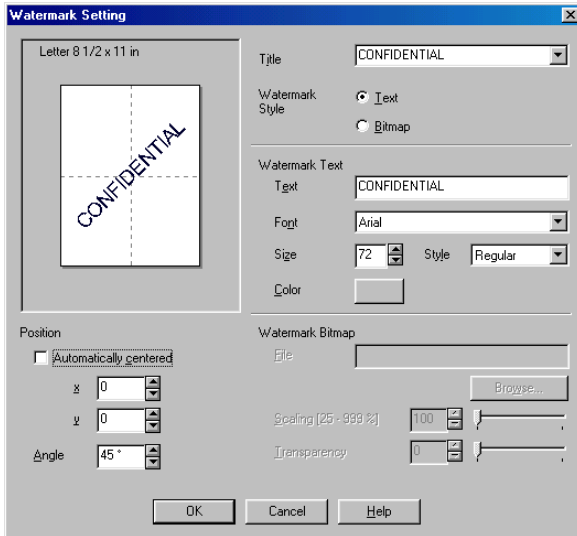 Watermark Setting
Letter 8 1/2 x 11 in
CONFIDENTIAL
Title CONFIDENTIAL
Watermark Style
Text
Bitmap
Watermark Text
Text CONFIDENTIAL
Font Arial
Size 72 Style Regular
Color
Position
Automatically centered
x 0
y 0
Angle 45 °
Watermark Bitmap
File
Browse...
Scaling [25 - 999 %] 100
Transparency 0
OK Cancel Help